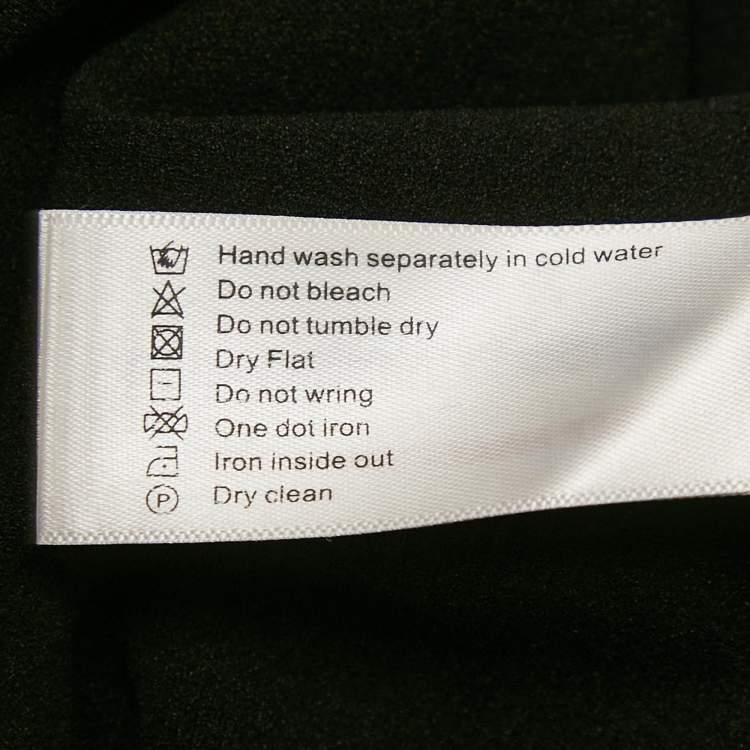 Hand wash separately in cold water
Do not bleach
Do not tumble dry
Dry Flat
Do not wring
One dot iron
Iron inside out
P Dry clean